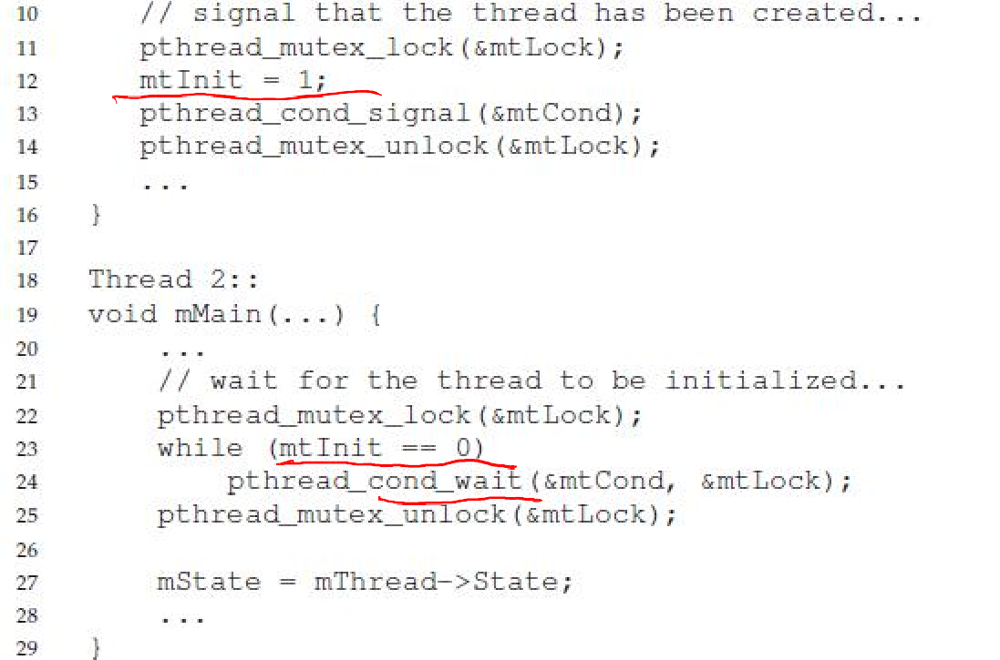 10 // signal that the thread has been created...
11 pthread_mutex_lock(&mtLock);
12 mtInit = 1;
13 pthread_cond_signal(&mtCond);
14 pthread_mutex_unlock(&mtLock);
15 ...
16 }
17
18 Thread 2::
19 void mMain(...) {
20 ...
21 // wait for the thread to be initialized...
22 pthread_mutex_lock(&mtLock);
23 while (mtInit == 0)
24 pthread_cond_wait(&mtCond, &mtLock);
25 pthread_mutex_unlock(&mtLock);
26
27 mState = mThread->State;
28 ...
29 }